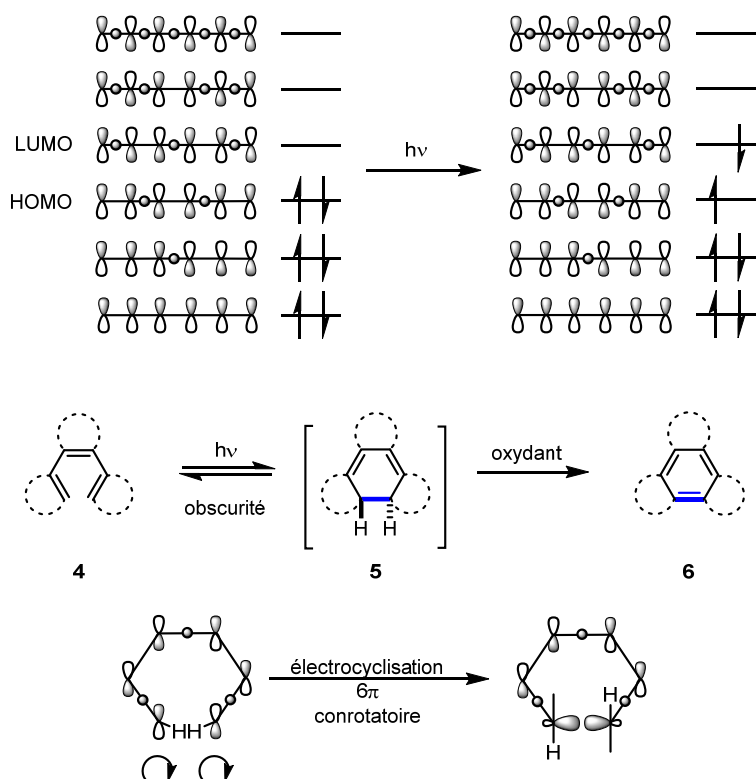 LUMO
HOMO
hν
hν
obscurité
oxydant
H H
4
5
6
HH
électrocyclisation
6π
conrotatoire
H
H